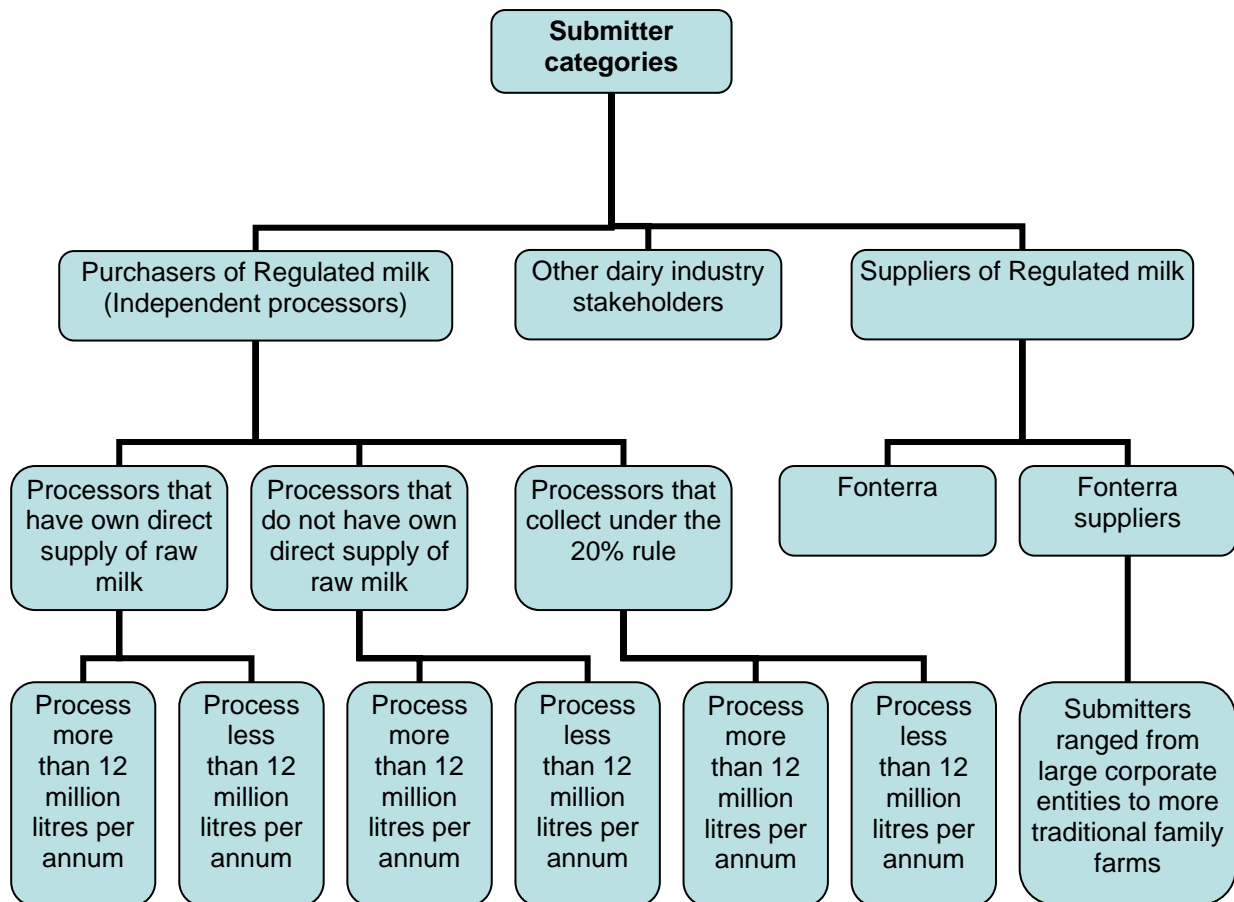 Submitter
categories
Purchasers of Regulated milk
(Independent processors)
Other dairy industry
stakeholders
Suppliers of Regulated milk
Processors that
have own direct
supply of raw
milk
Processors that
do not have own
direct supply of
raw milk
Processors that
collect under the
20% rule
Fonterra
Fonterra
suppliers
Process
more
than 12
million
litres per
annum
Process
less
than 12
million
litres per
annum
Process
more
than 12
million
litres per
annum
Process
less
than 12
million
litres per
annum
Process
more
than 12
million
litres per
annum
Process
less
than 12
million
litres per
annum
Submitters
ranged from
large corporate
entities to more
traditional family
farms